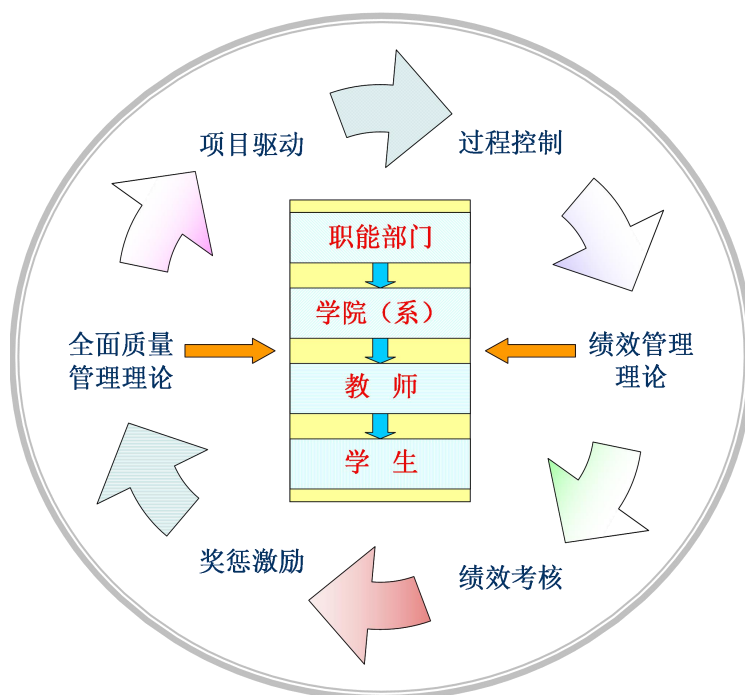 项目驱动
过程控制
职能部门
学院（系）
教 师
学 生
全面质量
管理理论
绩效管理
理论
奖惩激励
绩效考核